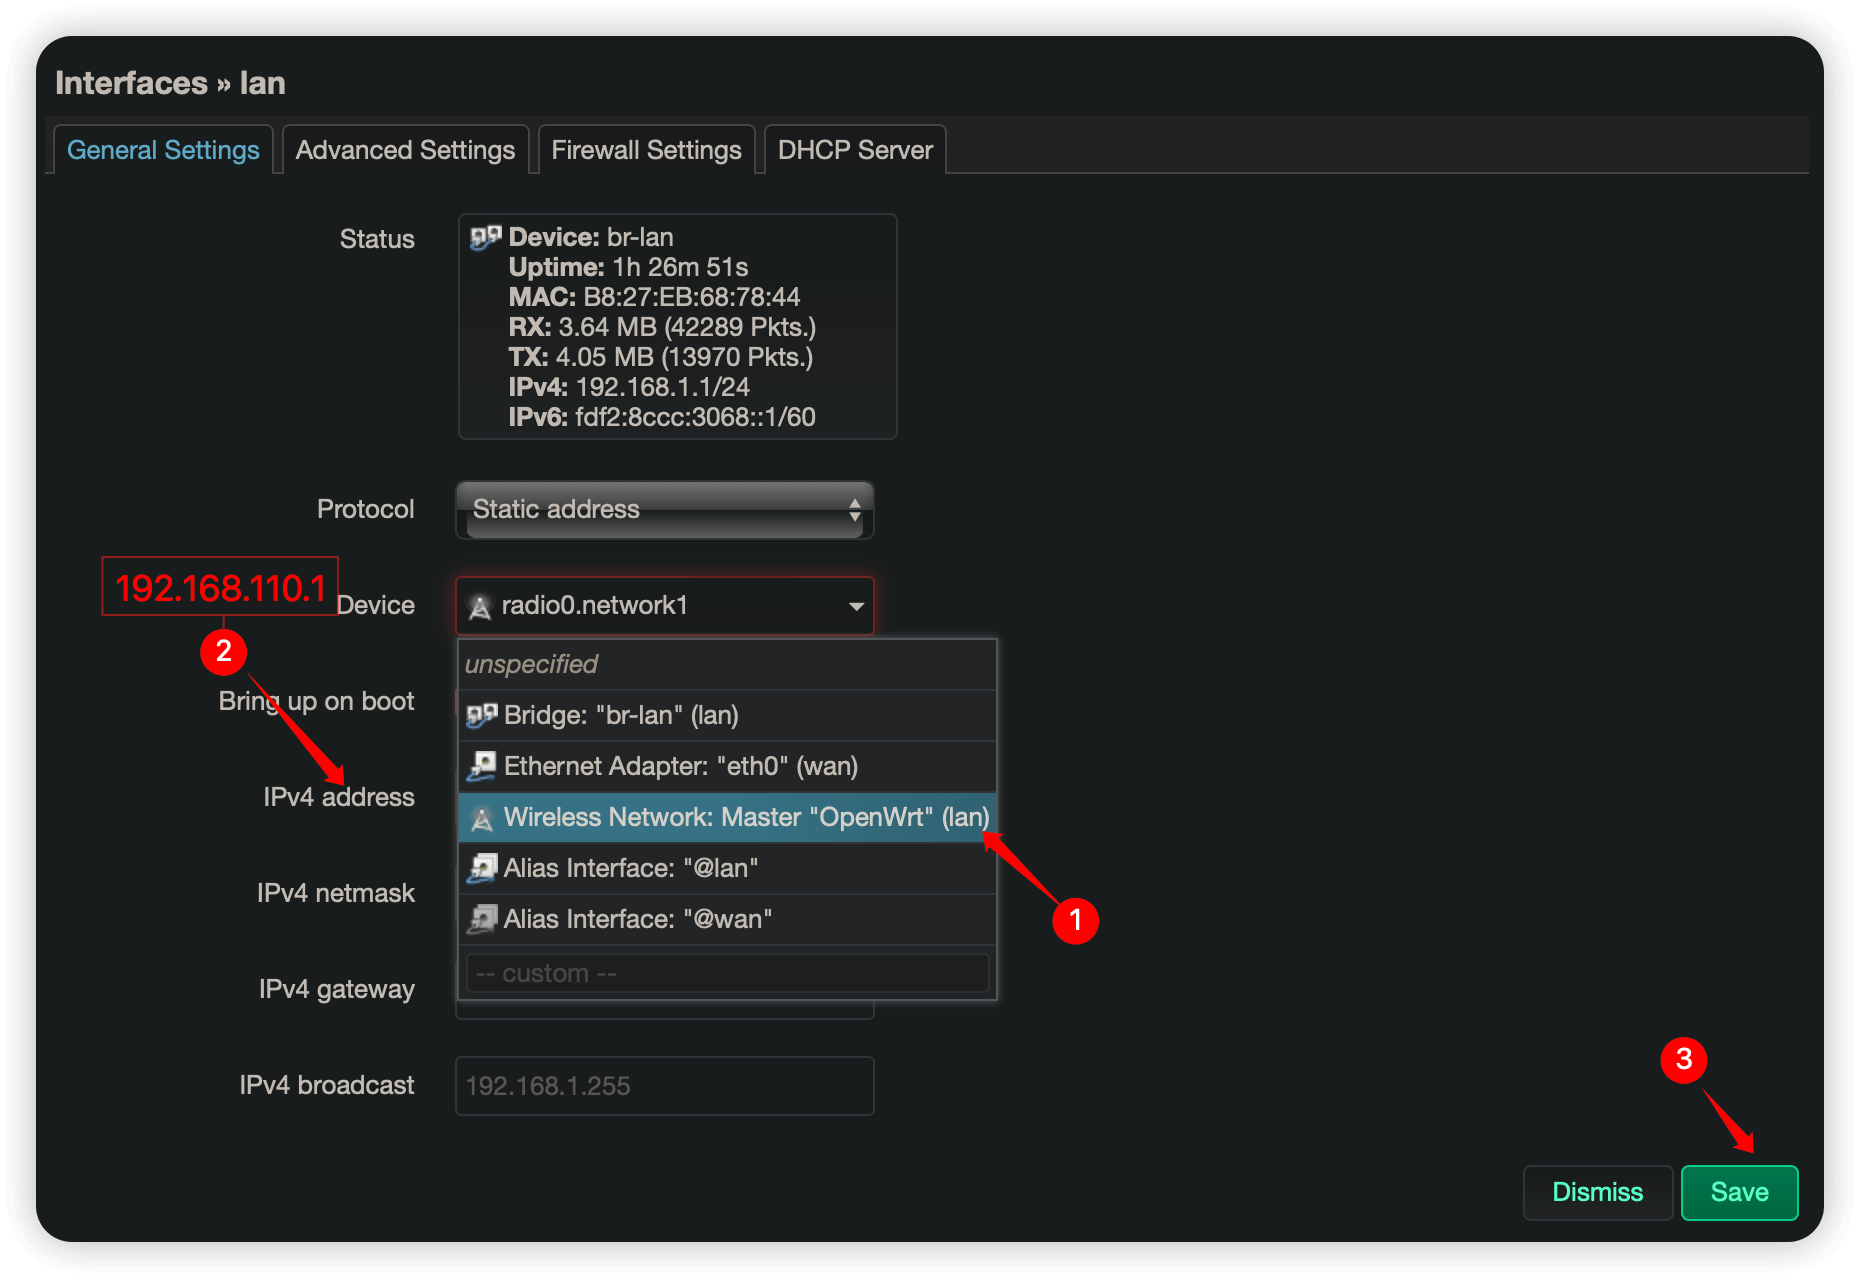 Interfaces » lan
General Settings
Advanced Settings
Firewall Settings
DHCP Server
Status
Device: br-lan
Uptime: 1h 26m 51s
MAC: B8:27:EB:68:78:44
RX: 3.64 MB (42289 Pkts.)
TX: 4.05 MB (13970 Pkts.)
IPv4: 192.168.1.1/24
IPv6: fdf2:8ccc:3068::1/60
Protocol
Static address
192.168.110.1
Device
radio0.network1
2
unspecified
Bring up on boot
Bridge: "br-lan" (lan)
Ethernet Adapter: "eth0" (wan)
IPv4 address
Wireless Network: Master "OpenWrt" (lan)
Alias Interface: "@lan"
IPv4 netmask
Alias Interface: "@wan"
1
-- custom --
IPv4 gateway
IPv4 broadcast
192.168.1.255
3
Dismiss
Save